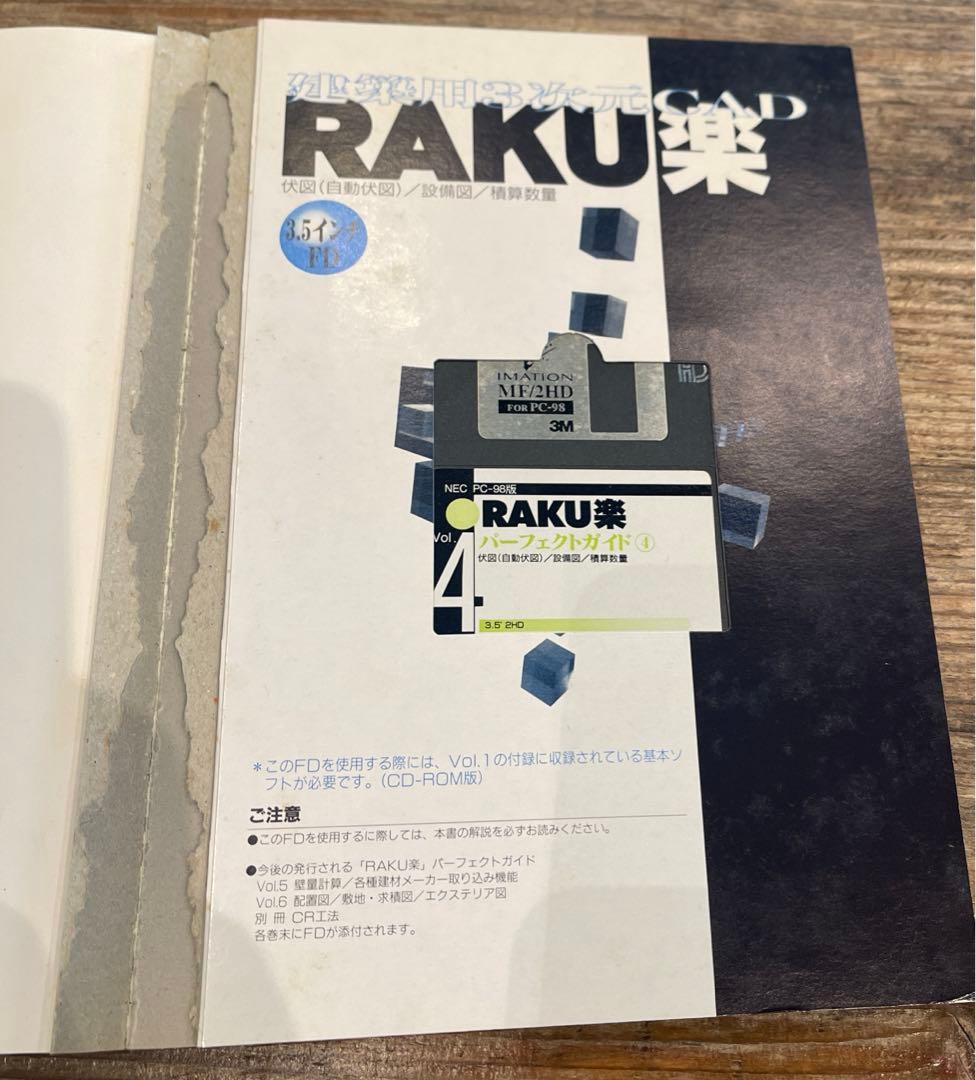 建築用3次元CAD
RAKU楽
伏図(自動伏図)／設備図／積算数量
3.5インチ
FD
IMATION
MF/2HD
FOR PC-98
3M
HD
NEC PC-98版
RAKU楽
Vol.
4
パーフェクトガイド④
伏図(自動伏図)／設備図／積算数量
3.5" 2HD
＊このFDを使用する際には、Vol.1の付録に収録されている基本ソ
フトが必要です。(CD-ROM版)
ご注意
●このFDを使用するに際しては、本書の解説を必ずお読みください。
●今後の発行される「RAKU楽」パーフェクトガイド
Vol.5 壁量計算／各種建材メーカー取り込み機能
Vol.6 配置図／敷地・求積図／エクステリア図
別 冊 CR工法
各巻末にFDが添付されます。